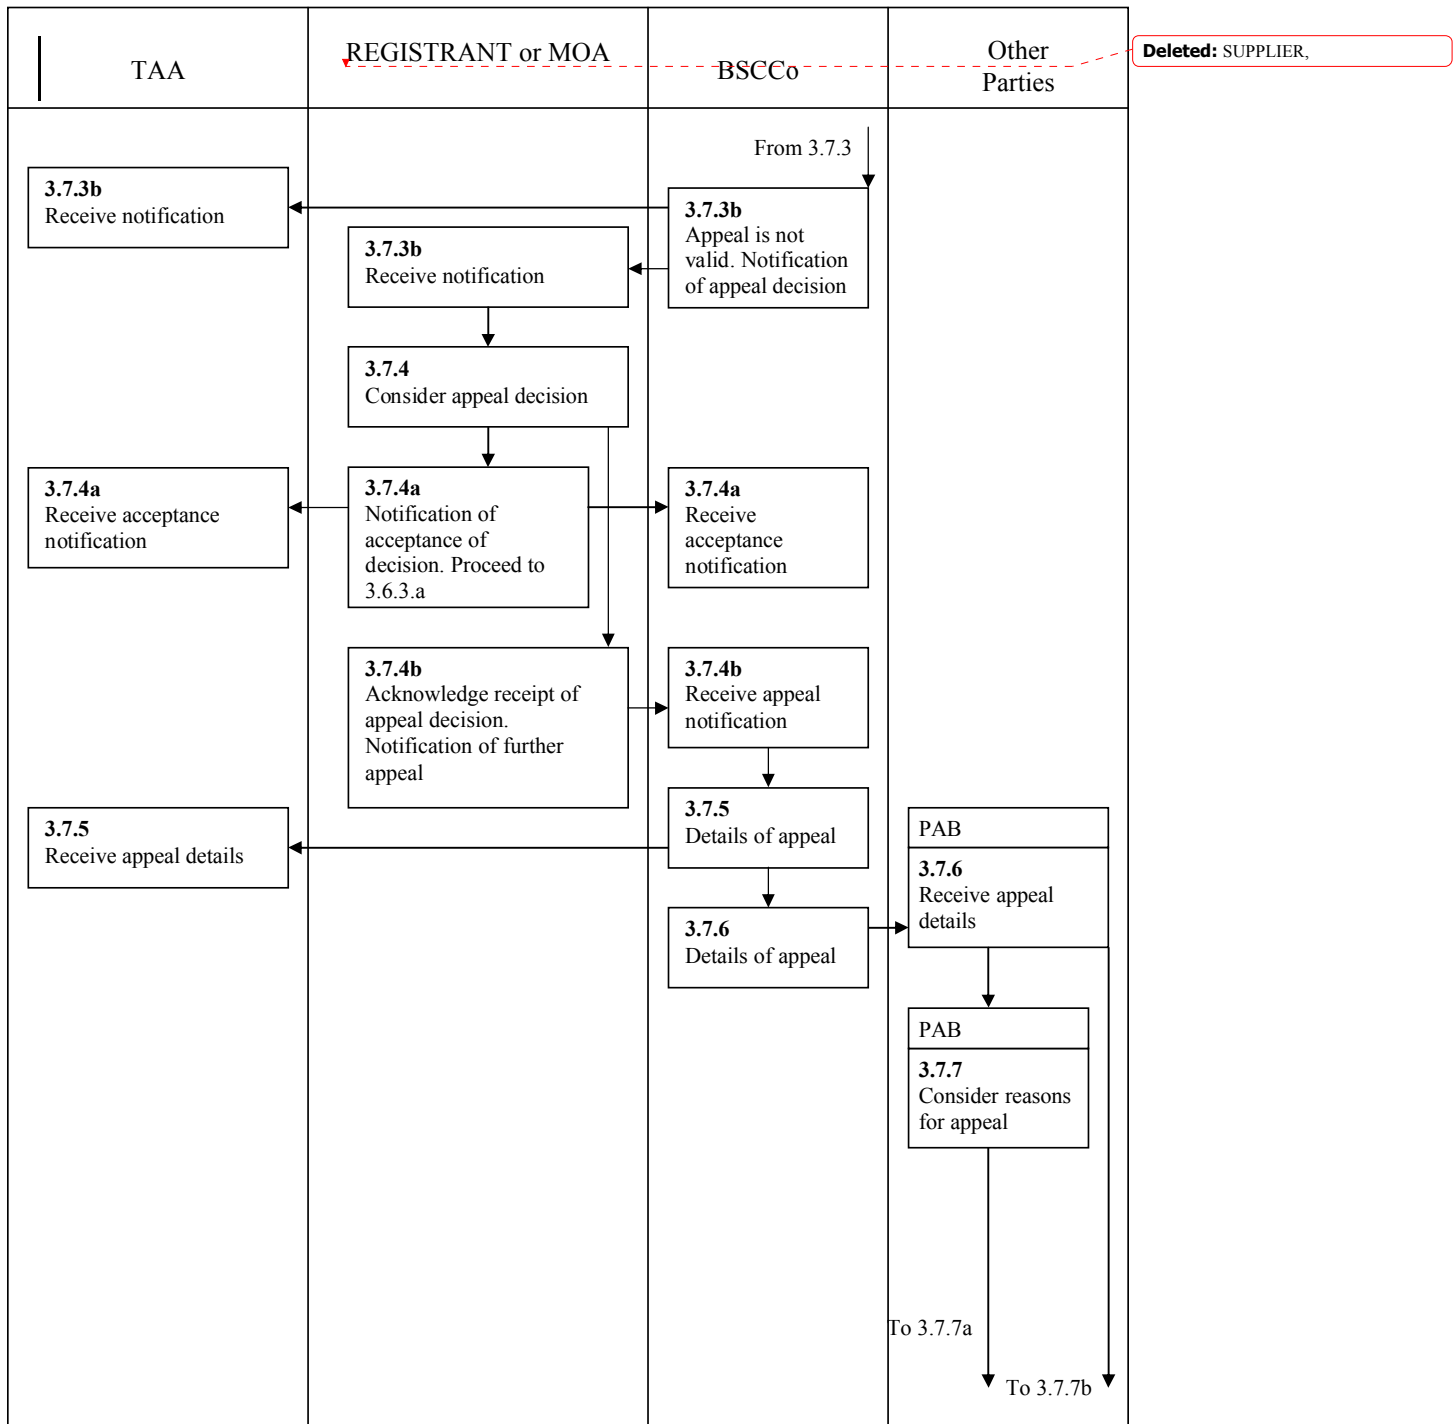 TAA
REGISTRANT or MOA
BSCCo
Other
Parties
Deleted: SUPPLIER,
From 3.7.3
3.7.3b
Receive notification
3.7.3b
Appeal is not
valid. Notification
of appeal decision
3.7.3b
Receive notification
3.7.4
Consider appeal decision
3.7.4a
Receive acceptance
notification
3.7.4a
Notification of
acceptance of
decision. Proceed to
3.6.3.a
3.7.4a
Receive
acceptance
notification
3.7.4b
Acknowledge receipt of
appeal decision.
Notification of further
appeal
3.7.4b
Receive appeal
notification
3.7.5
Receive appeal details
3.7.5
Details of appeal
PAB
3.7.6
Receive appeal
details
3.7.6
Details of appeal
PAB
3.7.7
Consider reasons
for appeal
To 3.7.7a
To 3.7.7b